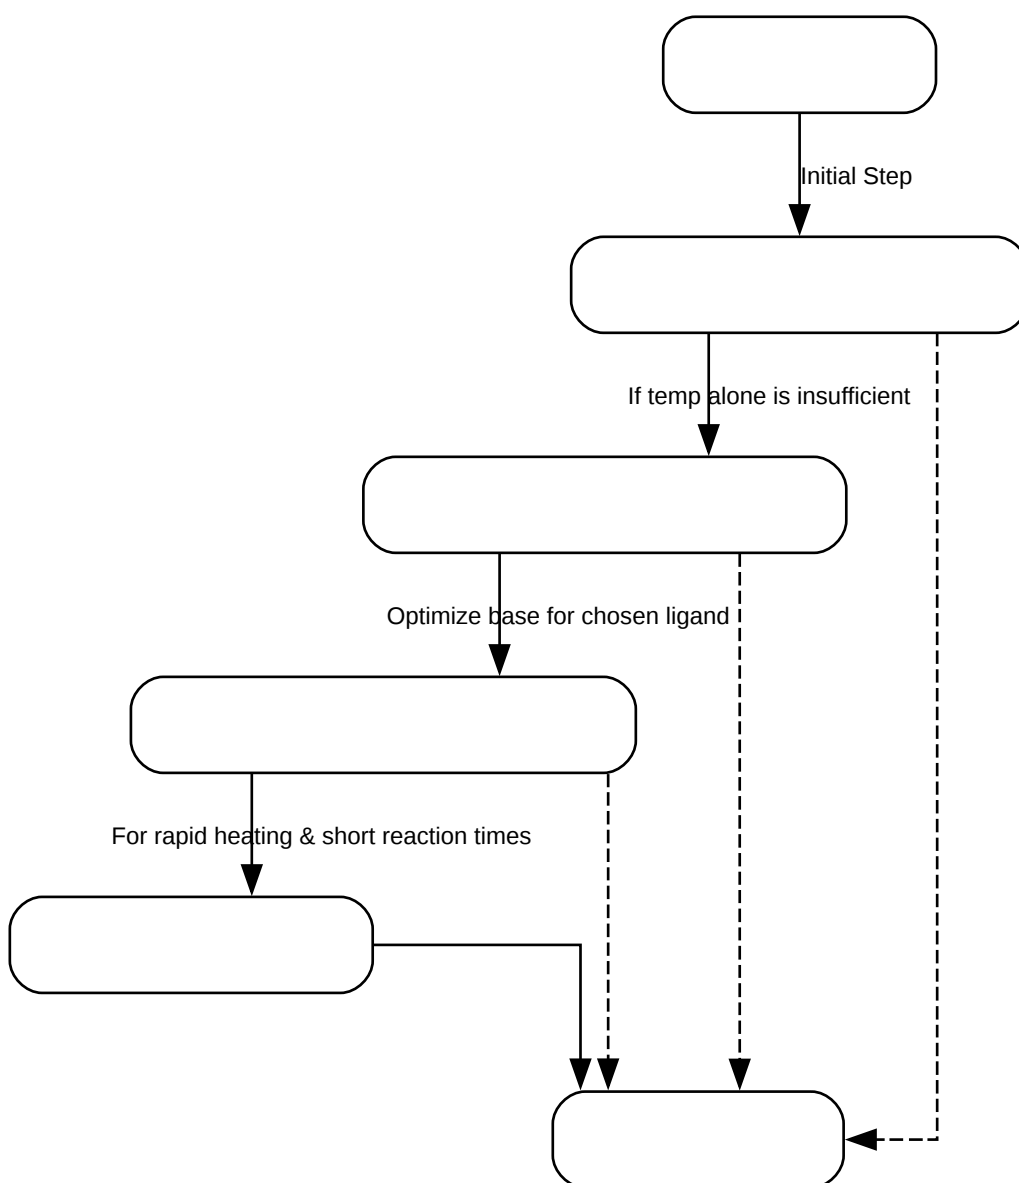 Initial Step
If temp alone is insufficient
Optimize base for chosen ligand
For rapid heating & short reaction times